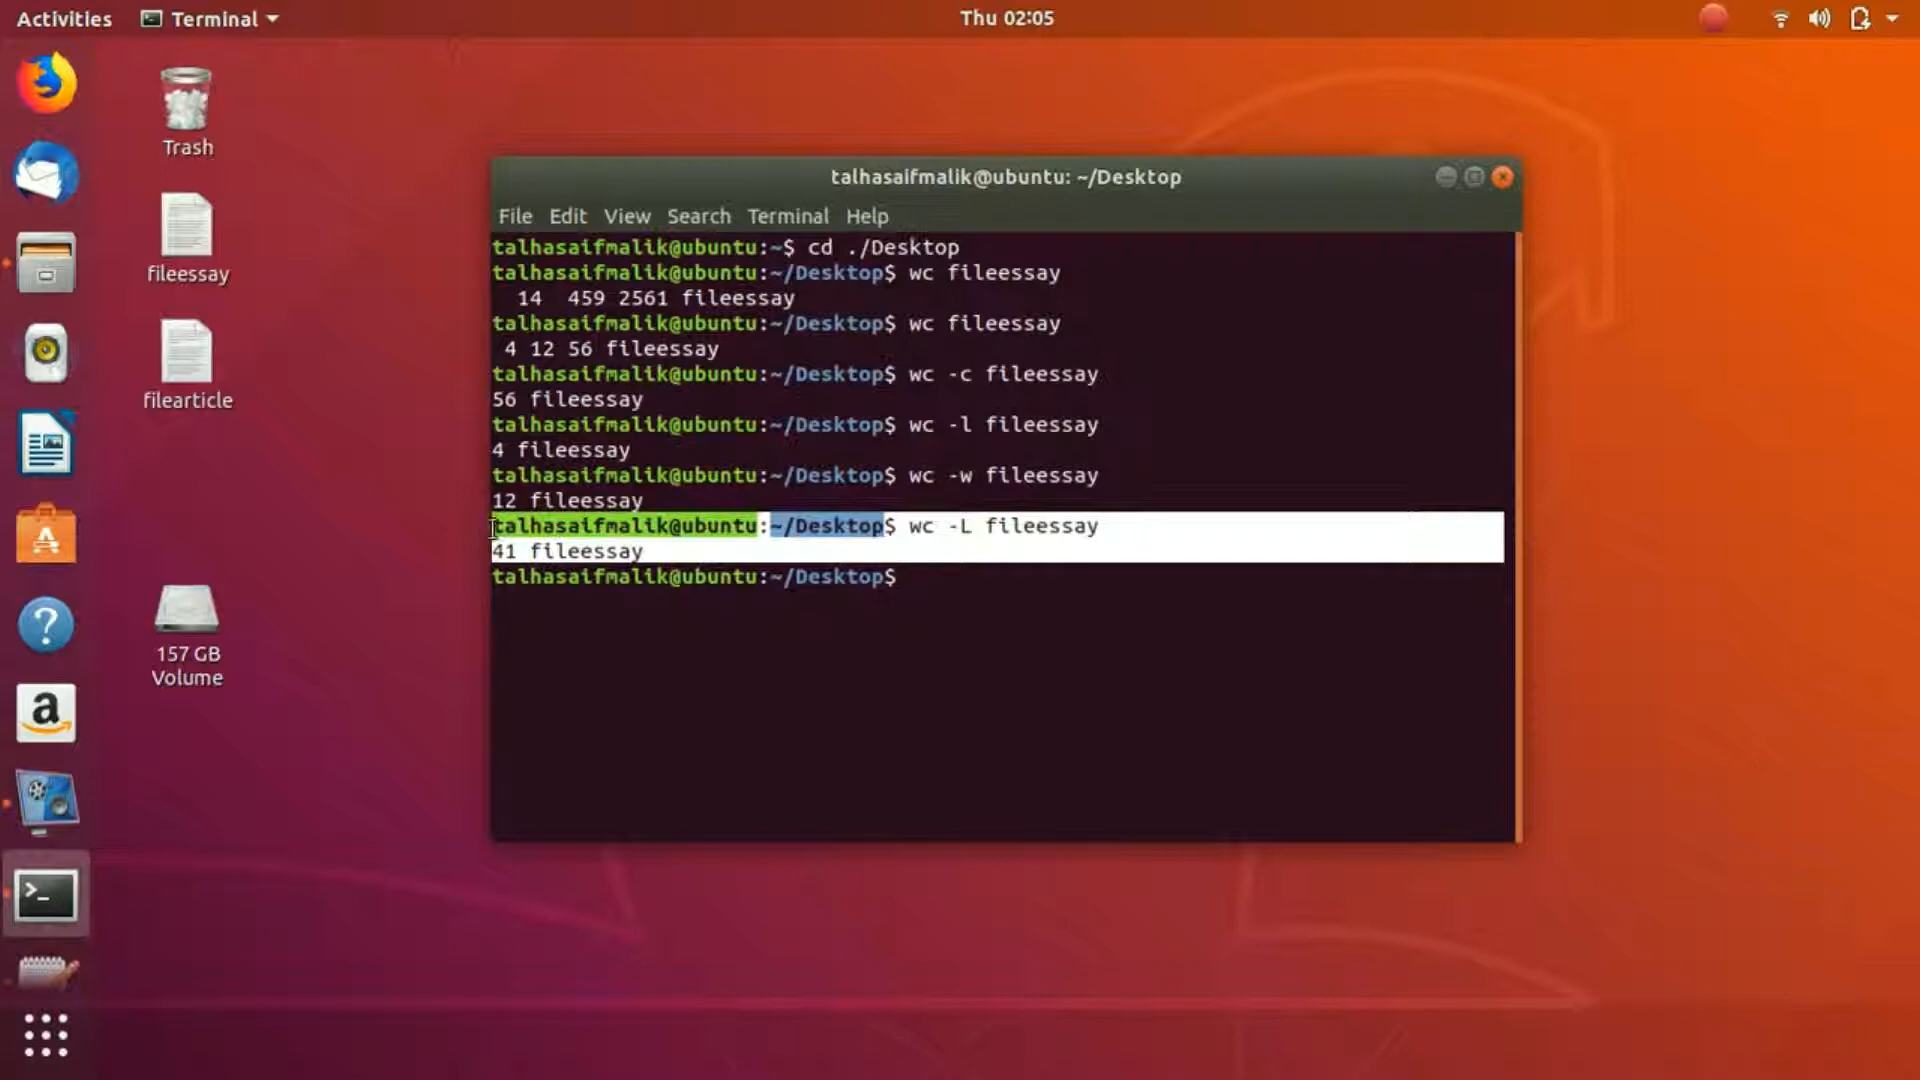 Activities
Terminal
Thu 02:05
Trash
fileessay
filearticle
157 GB
Volume
a
talhasaifmalik@ubuntu: ~/Desktop
File Edit View Search Terminal Help
talhasaifmalik@ubuntu:~$ cd ./Desktop
talhasaifmalik@ubuntu:~/Desktop$ wc fileessay
14 459 2561 fileessay
talhasaifmalik@ubuntu:~/Desktop$ wc fileessay
4 12 56 fileessay
talhasaifmalik@ubuntu:~/Desktop$ wc -c fileessay
56 fileessay
talhasaifmalik@ubuntu:~/Desktop$ wc -l fileessay
4 fileessay
talhasaifmalik@ubuntu:~/Desktop$ wc -w fileessay
12 fileessay
talhasaifmalik@ubuntu:~/Desktop$ wc -L fileessay
41 fileessay
talhasaifmalik@ubuntu:~/Desktop$